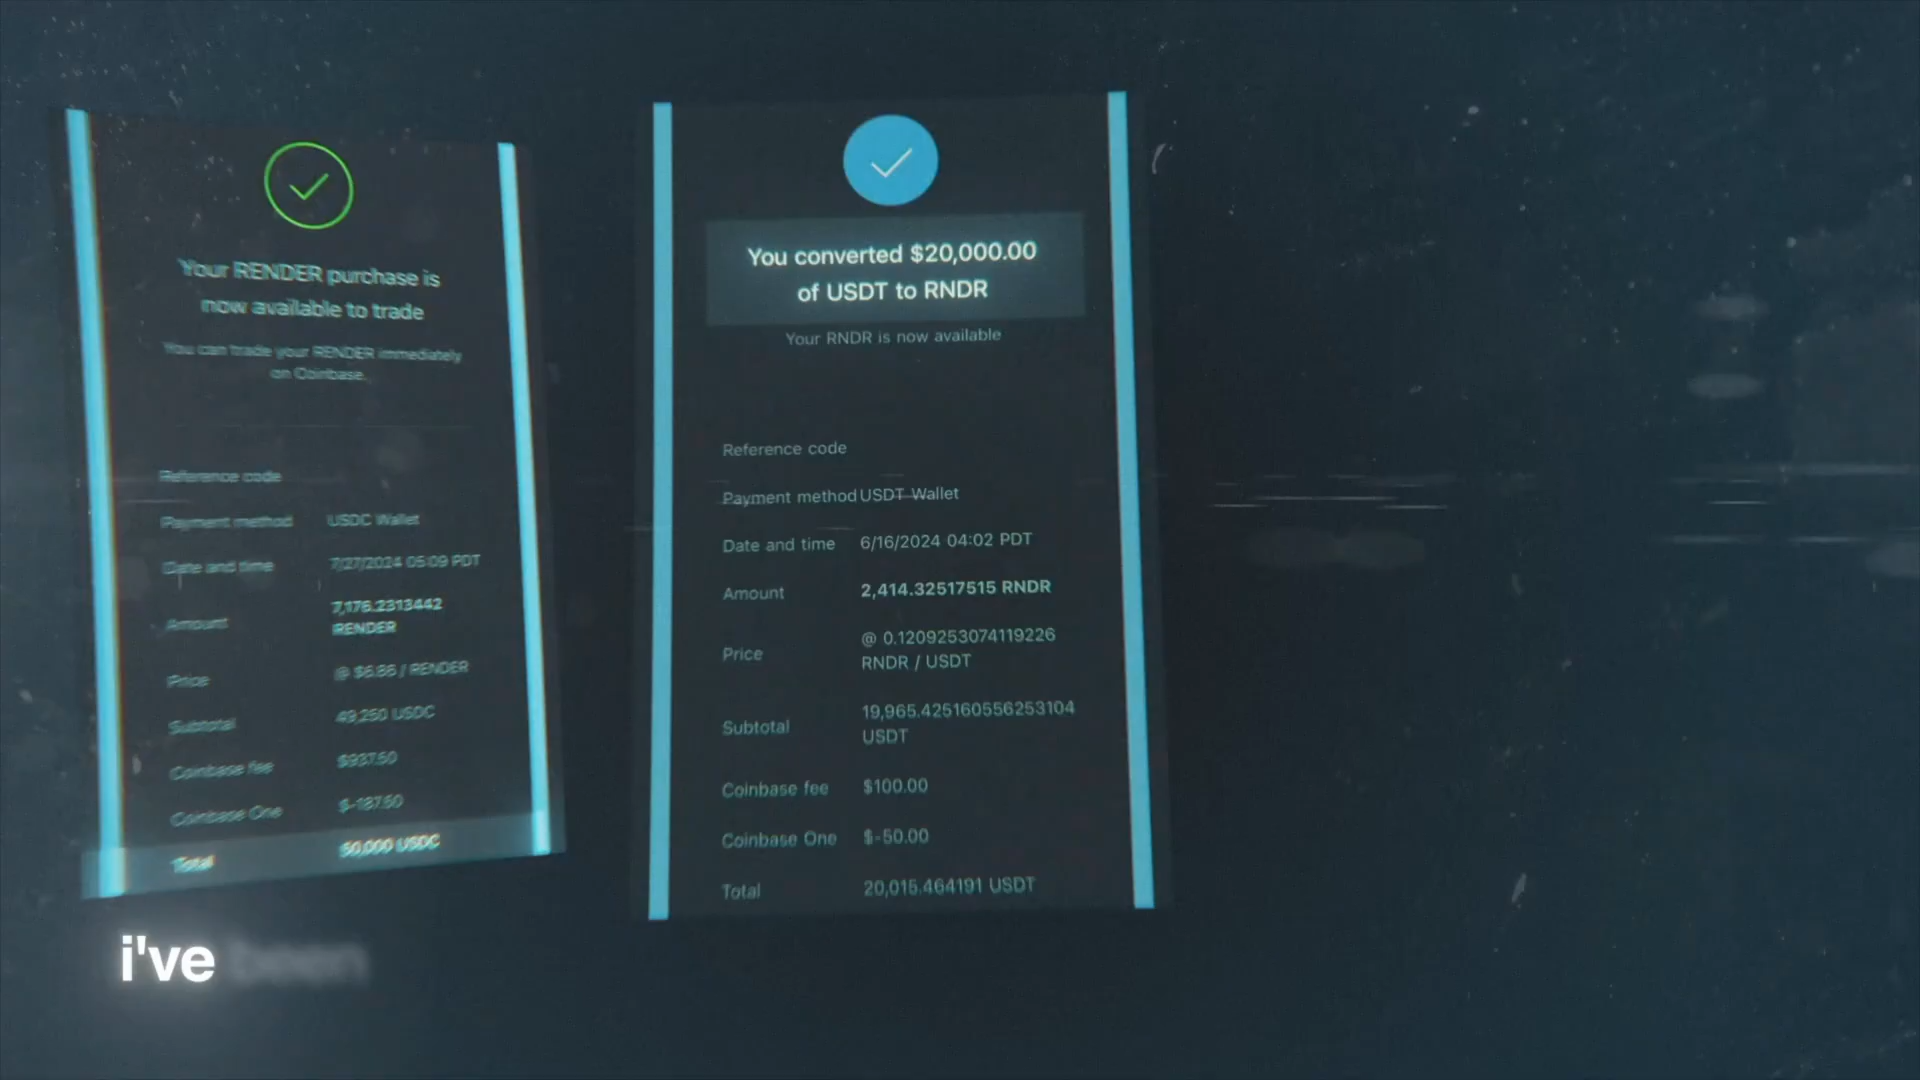 Your RENDER purchase is
now available to trade
You can trade your RENDER immediately
on Coinbase.
Reference code
Payment method USDC Wallet
Date and time 7/27/2024 05:09 PDT
Amount 7,176.2313442
RENDER
Price @ $6.86 / RENDER
Subtotal 49,250 USDC
Coinbase fee $937.50
Coinbase One $-187.50
Total 50,000 USDC
You converted $20,000.00
of USDT to RNDR
Your RNDR is now available
Reference code
Payment method USDT Wallet
Date and time 6/16/2024 04:02 PDT
Amount 2,414.32517515 RNDR
Price @ 0.1209253074119226
RNDR / USDT
Subtotal 19,965.425160556253104
USDT
Coinbase fee $100.00
Coinbase One $-50.00
Total 20,015.464191 USDT
i've been